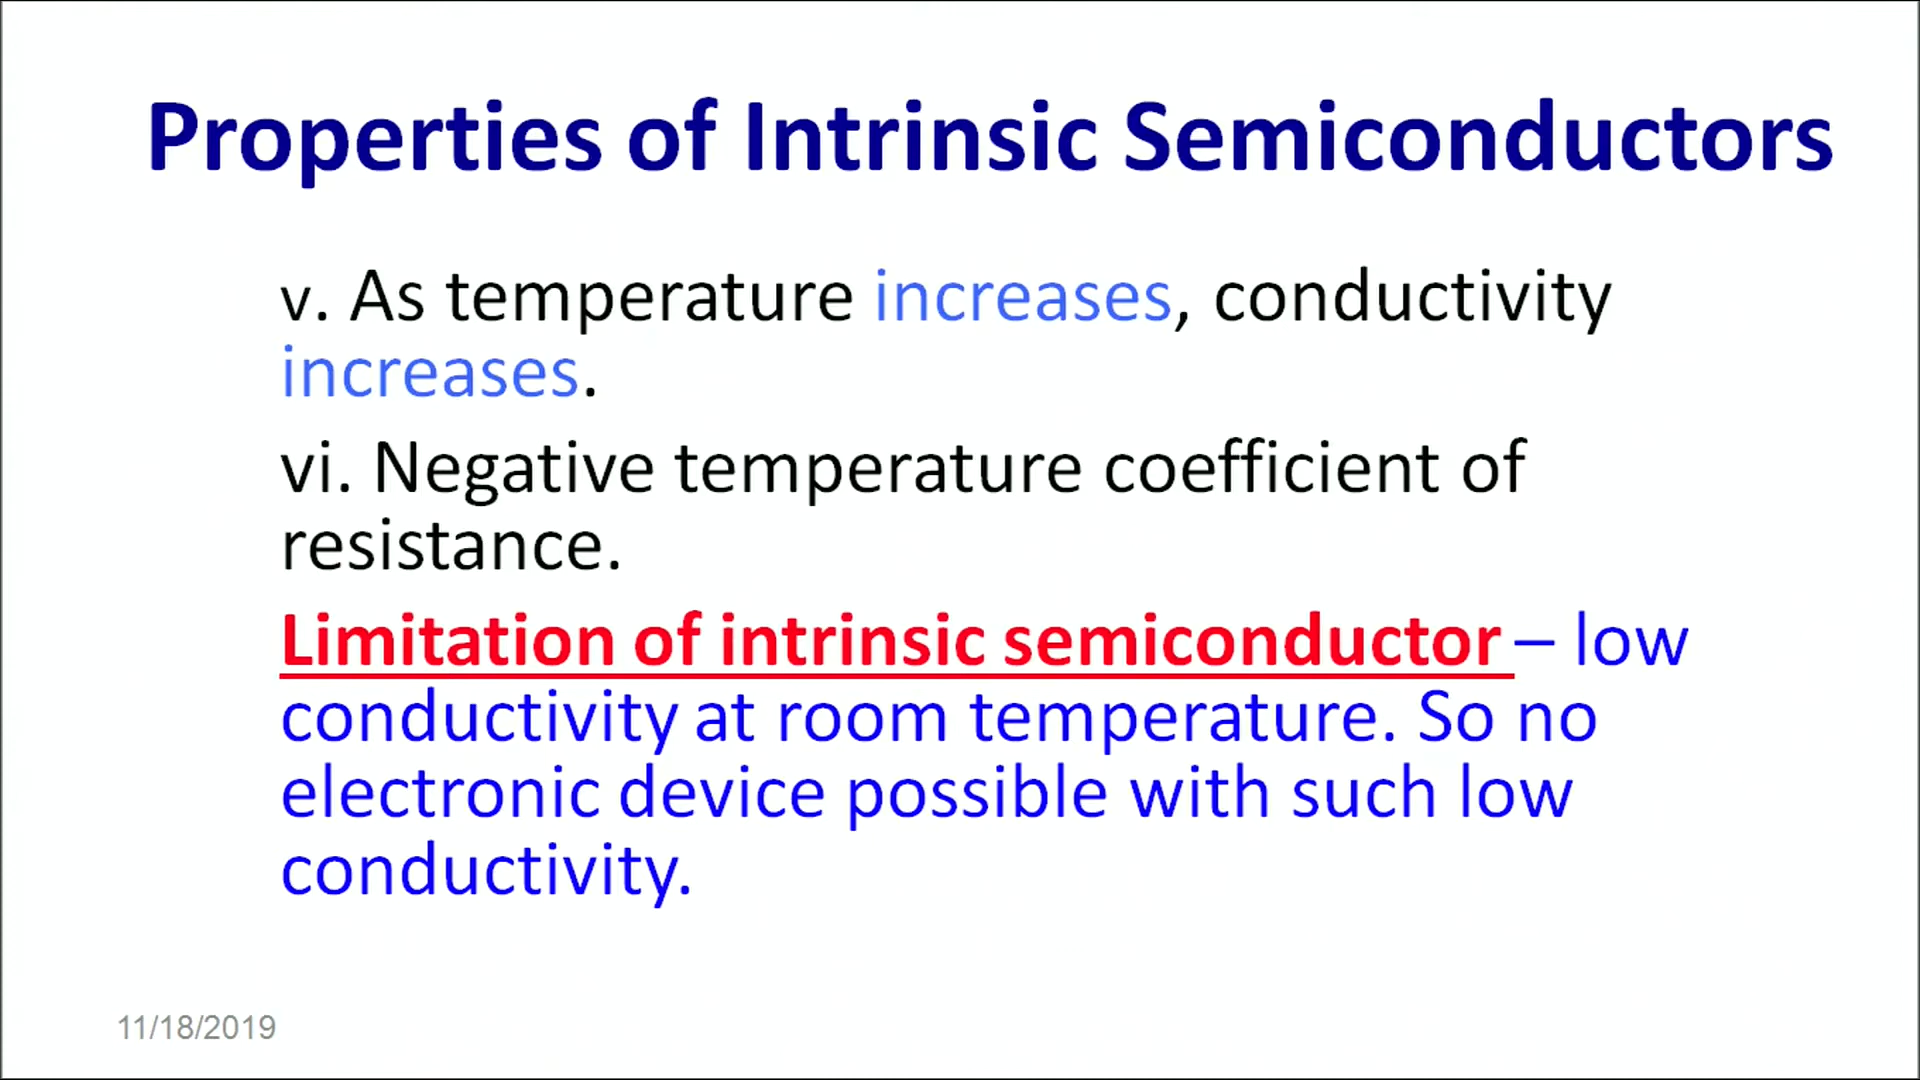 Properties of Intrinsic Semiconductors
v. As temperature increases, conductivity
increases.
vi. Negative temperature coefficient of
resistance.
Limitation of intrinsic semiconductor – low
conductivity at room temperature. So no
electronic device possible with such low
conductivity.
11/18/2019